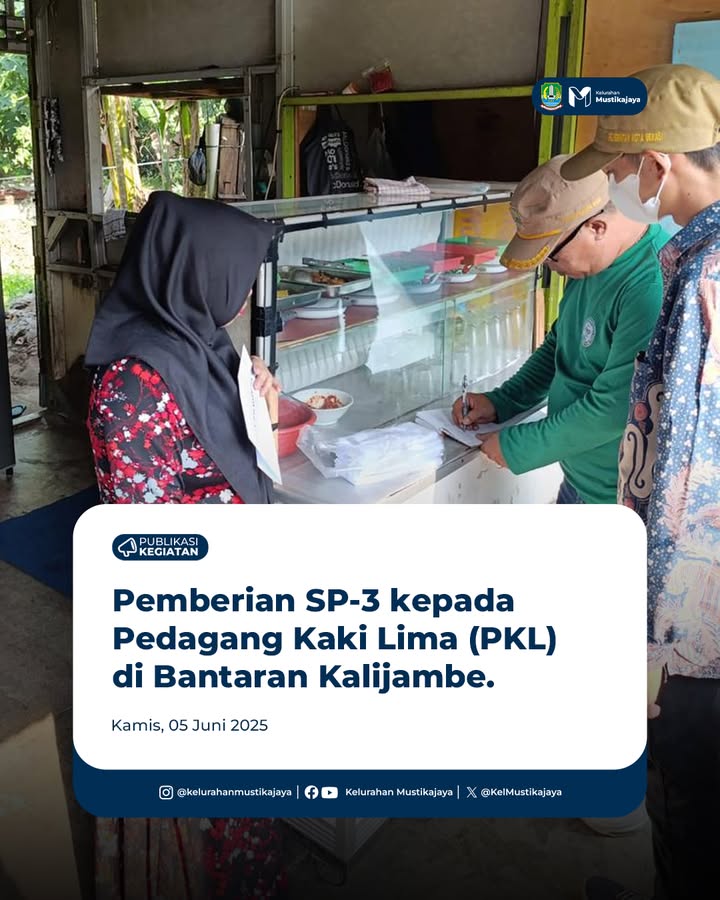 Kelurahan
Mustikajaya
PUBLIKASI
KEGIATAN
Pemberian SP-3 kepada
Pedagang Kaki Lima (PKL)
di Bantaran Kalijambe.
Kamis, 05 Juni 2025
@kelurahanmustikajaya | Kelurahan Mustikajaya | @KelMustikajaya